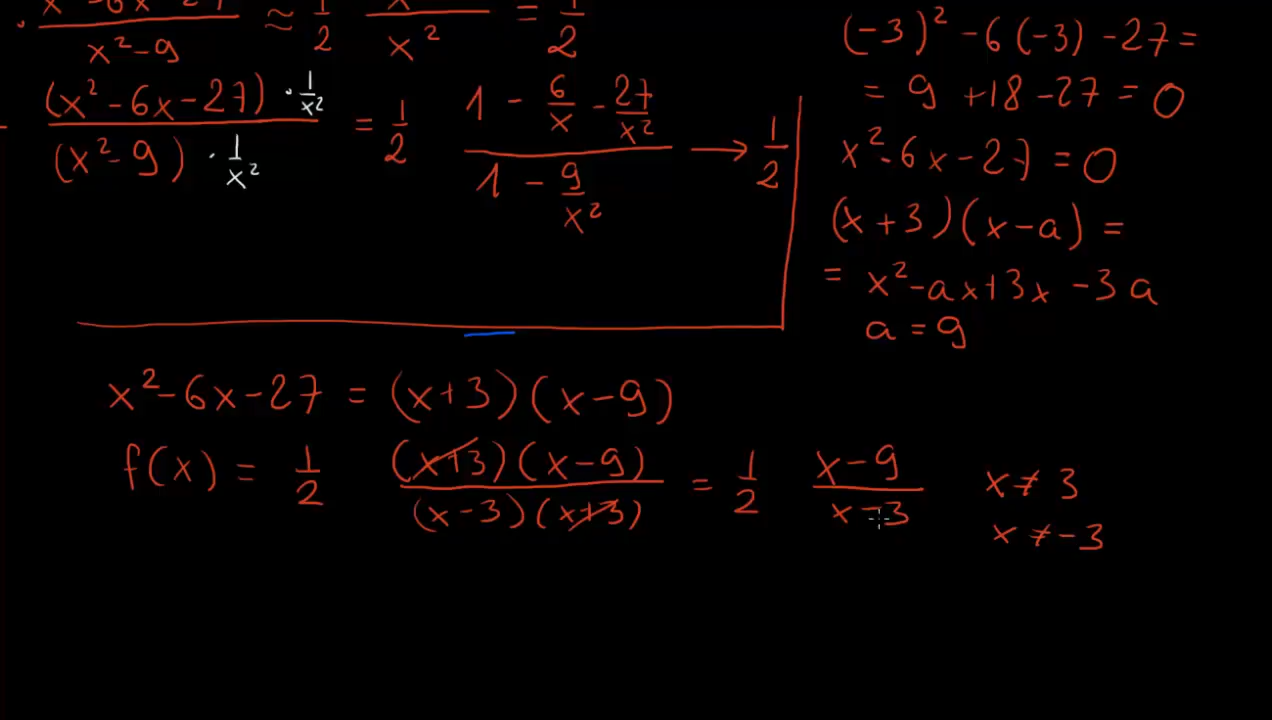 x²-9 ≈ 1/2 x² = 1/2
(x²-6x-27) · 1/x² / (x²-9) · 1/x² = 1/2 (1 - 6/x - 27/x²) / (1 - 9/x²) → 1/2
(-3)² -6(-3) -27 =
= 9 +18 -27 = 0
x²-6x-27 = 0
(x+3)(x-a) =
= x²-ax+3x -3a
a = 9
x²-6x-27 = (x+3)(x-9)
f(x) = 1/2 (x+3)(x-9) / (x-3)(x+3) = 1/2 (x-9) / (x-3) x ≠ 3
x ≠ -3